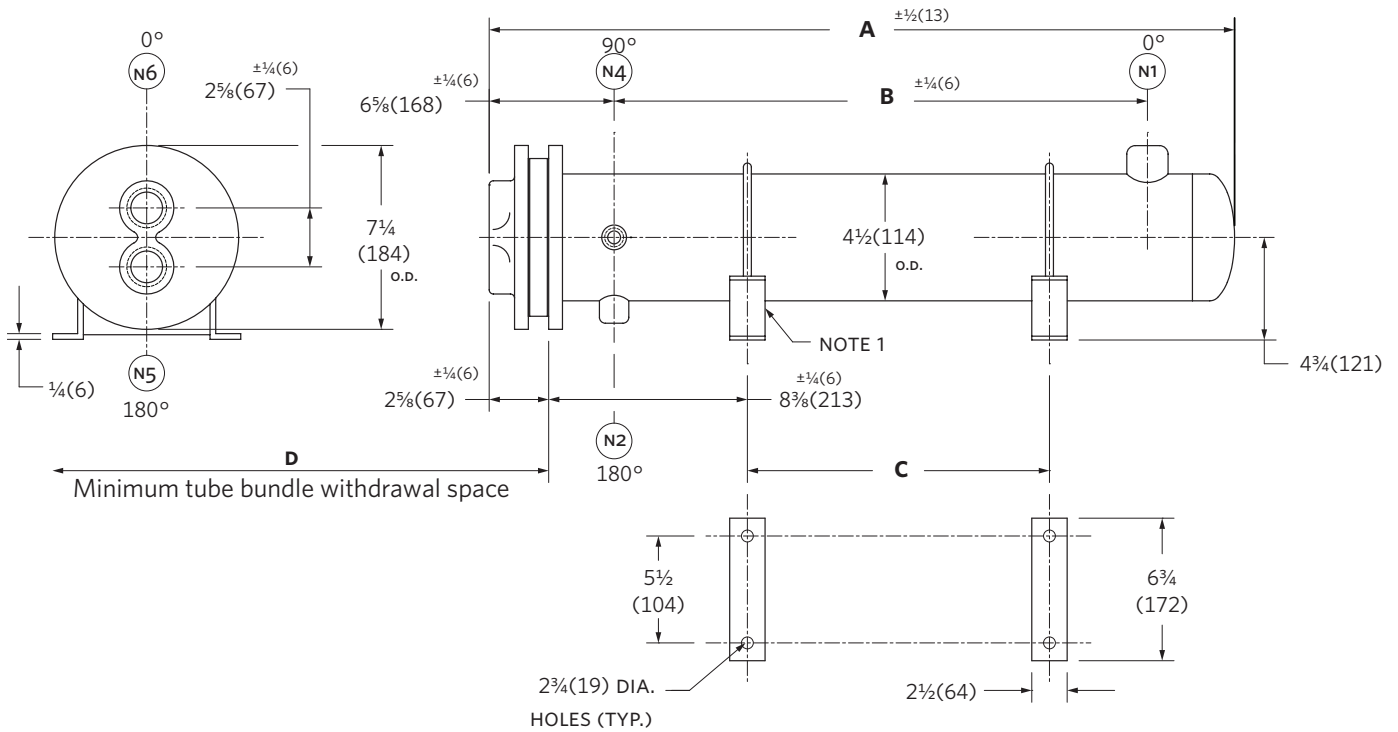 A ±½(13)
0°
N6
±¼(6)
2⅝(67)
±¼(6)
6⅝(168)
90°
N4
B ±¼(6)
0°
N1
7¼
(184)
O.D.
4½(114)
O.D.
NOTE 1
4¾(121)
¼(6)
N5
180°
±¼(6)
2⅝(67)
±¼(6)
8⅜(213)
N2
180°
D
Minimum tube bundle withdrawal space
C
5½
(104)
6¾
(172)
2¾(19) DIA.
HOLES (TYP.)
2½(64)